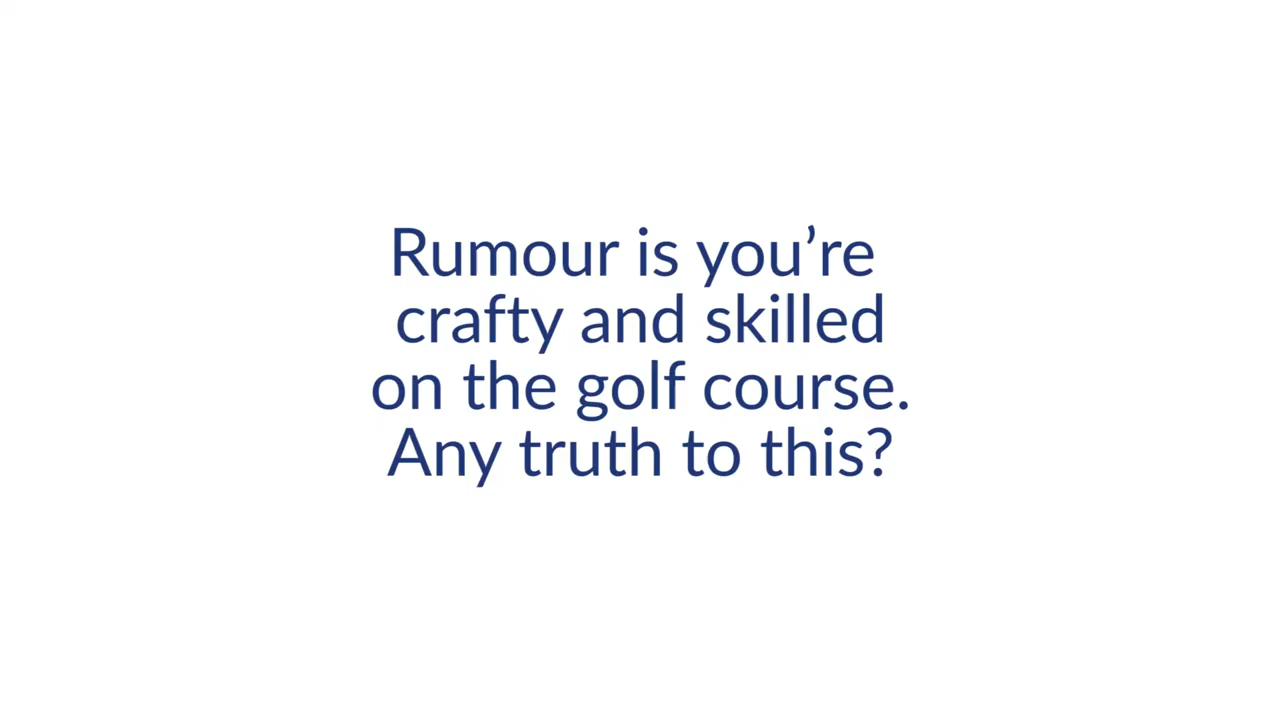 Rumour is you’re
crafty and skilled
on the golf course.
Any truth to this?